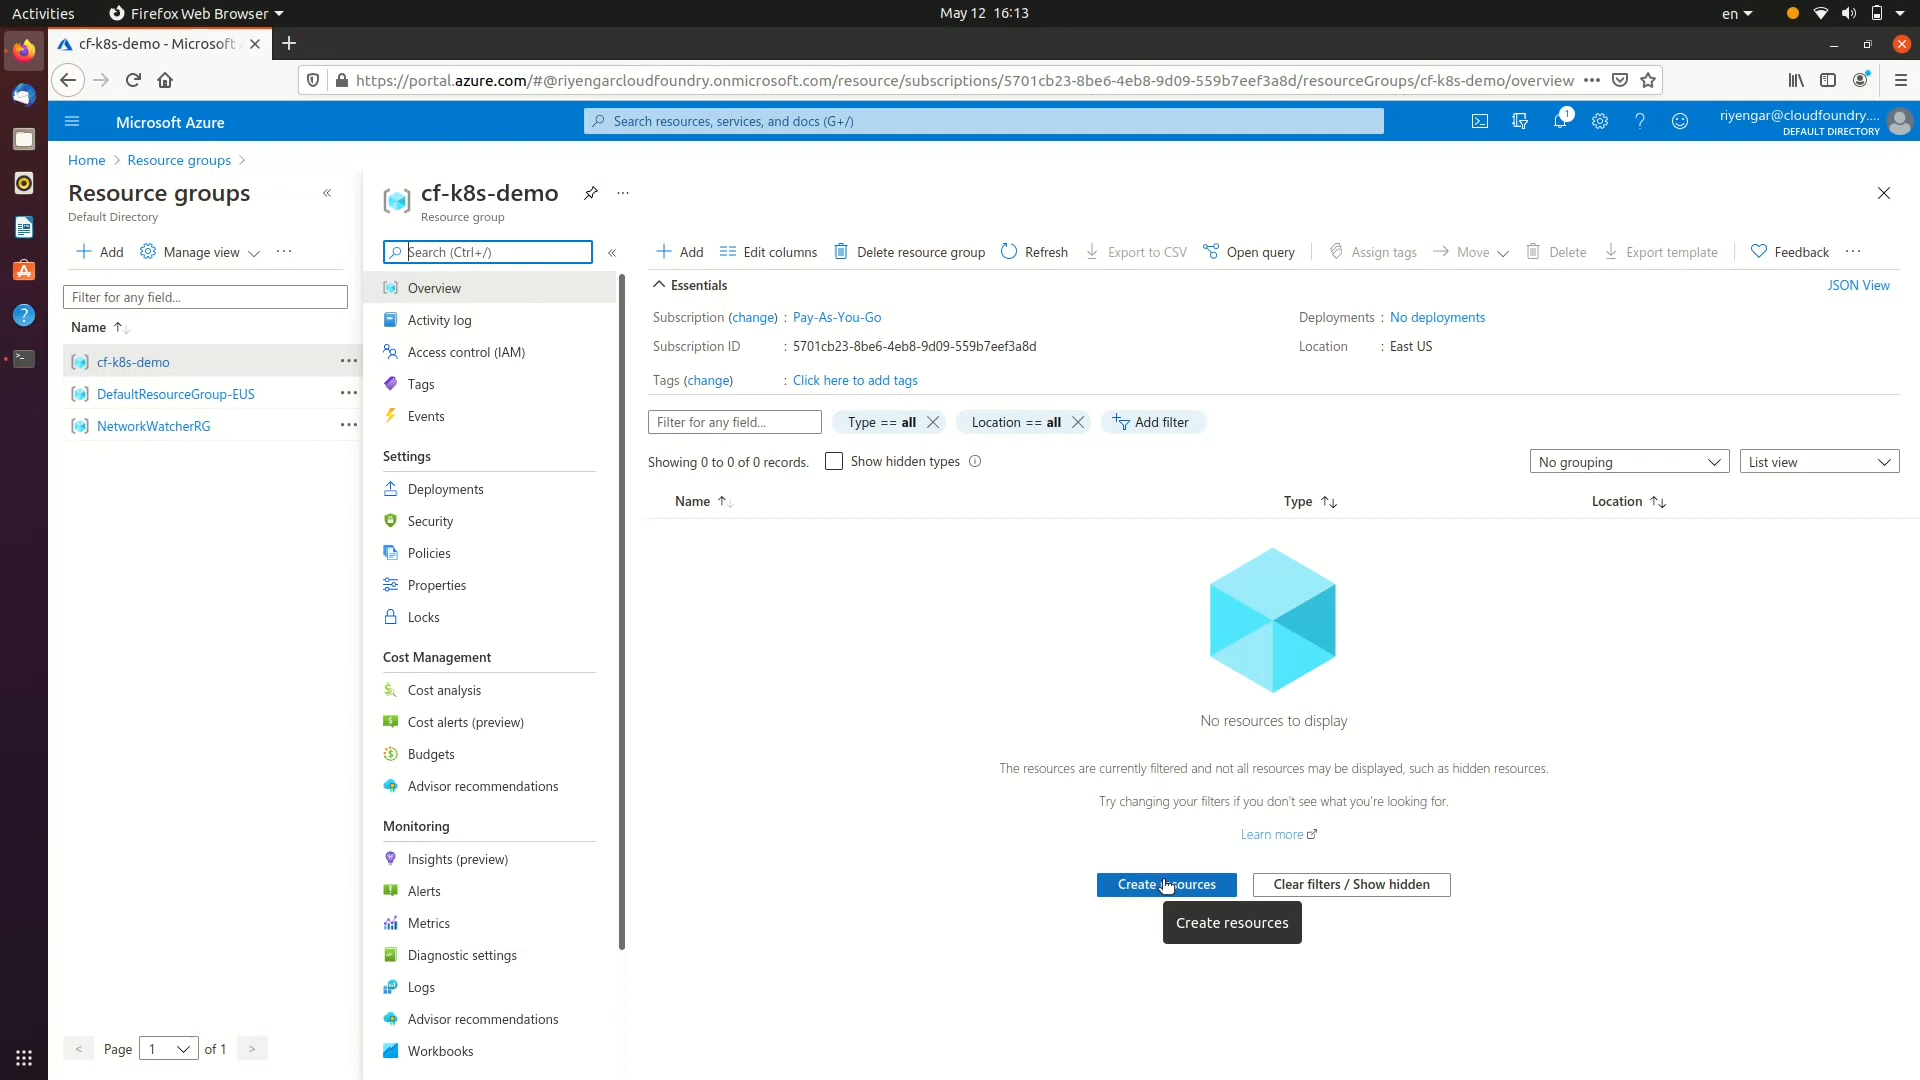 Activities
Firefox Web Browser
May 12 16:13
en
cf-k8s-demo - Microsoft
https://portal.azure.com/#@riyengarcloudfoundry.onmicrosoft.com/resource/subscriptions/5701cb23-8be6-4eb8-9d09-559b7eef3a8d/resourceGroups/cf-k8s-demo/overview
Microsoft Azure
Search resources, services, and docs (G+/)
1
riyengar@cloudfoundry....
DEFAULT DIRECTORY
Home > Resource groups >
Resource groups
Default Directory
Add
Manage view
Filter for any field...
Name
cf-k8s-demo
DefaultResourceGroup-EUS
NetworkWatcherRG
< Page 1 of 1 >
cf-k8s-demo
Resource group
Search (Ctrl+/)
Overview
Activity log
Access control (IAM)
Tags
Events
Settings
Deployments
Security
Policies
Properties
Locks
Cost Management
Cost analysis
Cost alerts (preview)
Budgets
Advisor recommendations
Monitoring
Insights (preview)
Alerts
Metrics
Diagnostic settings
Logs
Advisor recommendations
Workbooks
Add
Edit columns
Delete resource group
Refresh
Export to CSV
Open query
Assign tags
Move
Delete
Export template
Feedback
Essentials
JSON View
Subscription (change) : Pay-As-You-Go
Deployments : No deployments
Subscription ID : 5701cb23-8be6-4eb8-9d09-559b7eef3a8d
Location : East US
Tags (change) : Click here to add tags
Filter for any field...
Type == all
Location == all
Add filter
Showing 0 to 0 of 0 records.
Show hidden types
No grouping
List view
Name
Type
Location
No resources to display
The resources are currently filtered and not all resources may be displayed, such as hidden resources.
Try changing your filters if you don't see what you're looking for.
Learn more
Create resources
Clear filters / Show hidden
Create resources